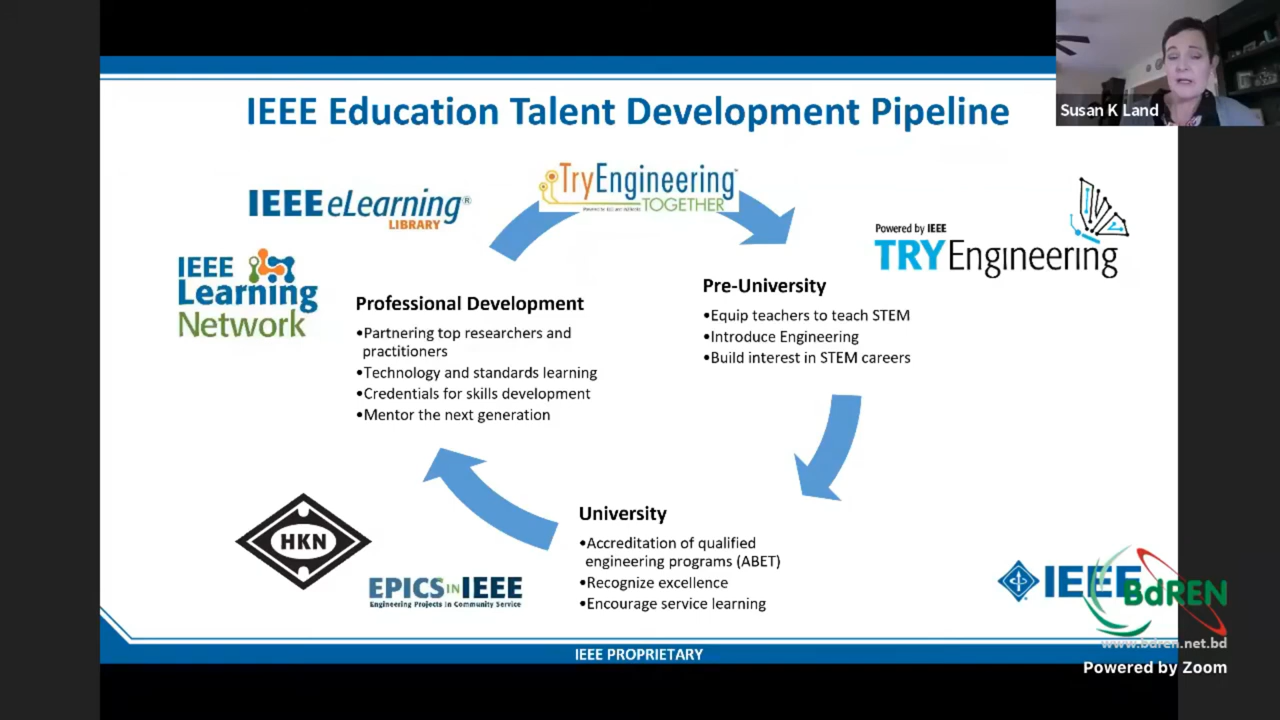 Susan K Land
IEEE Education Talent Development Pipeline
IEEE eLearning®
LIBRARY
TryEngineering™
TOGETHER
Powered by IEEE
TRYEngineering
IEEE
Learning
Network
Professional Development
•Partnering top researchers and
practitioners
•Technology and standards learning
•Credentials for skills development
•Mentor the next generation
Pre-University
•Equip teachers to teach STEM
•Introduce Engineering
•Build interest in STEM careers
University
•Accreditation of qualified
engineering programs (ABET)
•Recognize excellence
•Encourage service learning
HKN
EPICS IN IEEE
Engineering Projects in Community Service
IEEE
BdREN
www.bdren.net.bd
IEEE PROPRIETARY
Powered by Zoom